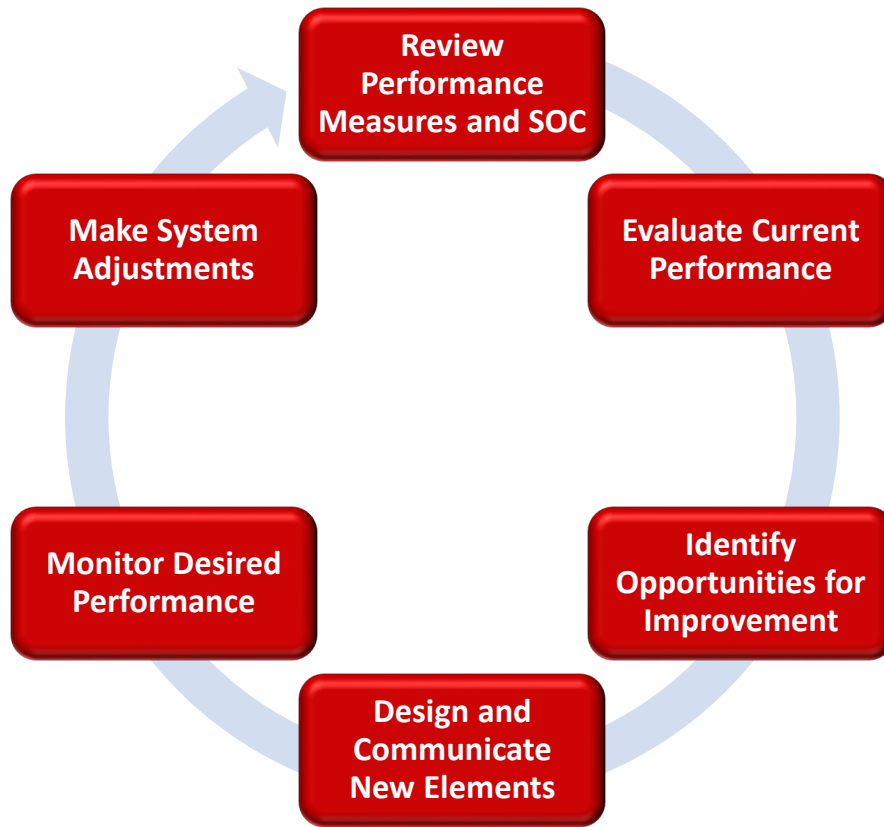 Review
Performance
Measures and SOC
Evaluate Current
Performance
Identify
Opportunities for
Improvement
Design and
Communicate
New Elements
Monitor Desired
Performance
Make System
Adjustments